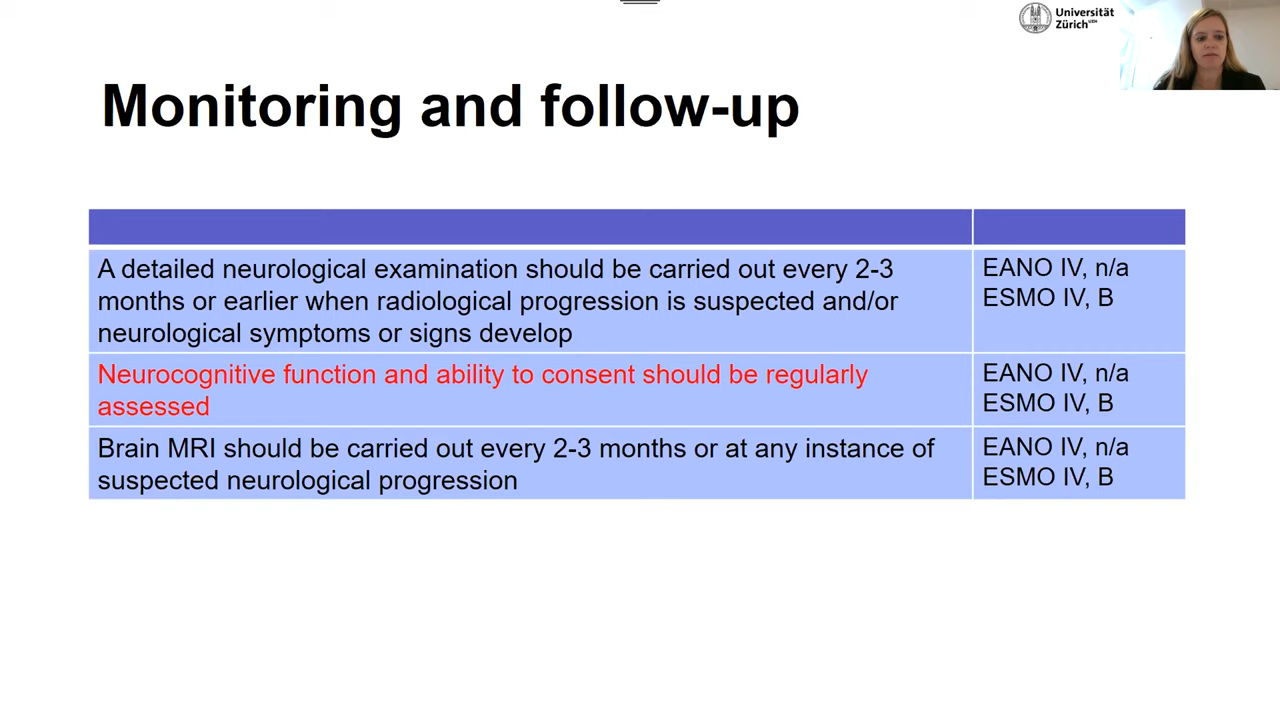 Universität
Zürich UZH
Monitoring and follow-up
A detailed neurological examination should be carried out every 2-3
months or earlier when radiological progression is suspected and/or
neurological symptoms or signs develop
EANO IV, n/a
ESMO IV, B
Neurocognitive function and ability to consent should be regularly
assessed
EANO IV, n/a
ESMO IV, B
Brain MRI should be carried out every 2-3 months or at any instance of
suspected neurological progression
EANO IV, n/a
ESMO IV, B